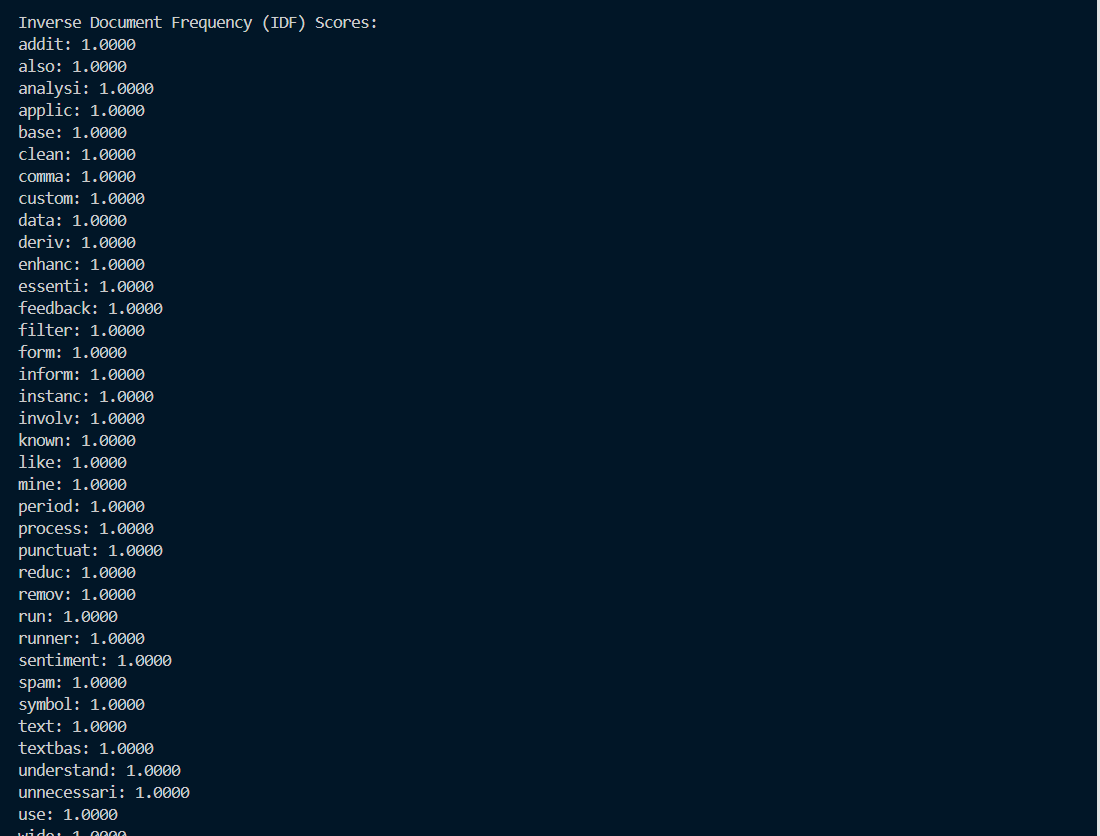 Inverse Document Frequency (IDF) Scores:
addit: 1.0000
also: 1.0000
analysi: 1.0000
applic: 1.0000
base: 1.0000
clean: 1.0000
comma: 1.0000
custom: 1.0000
data: 1.0000
deriv: 1.0000
enhanc: 1.0000
essenti: 1.0000
feedback: 1.0000
filter: 1.0000
form: 1.0000
inform: 1.0000
instanc: 1.0000
involv: 1.0000
known: 1.0000
like: 1.0000
mine: 1.0000
period: 1.0000
process: 1.0000
punctuat: 1.0000
reduc: 1.0000
remov: 1.0000
run: 1.0000
runner: 1.0000
sentiment: 1.0000
spam: 1.0000
symbol: 1.0000
text: 1.0000
textbas: 1.0000
understand: 1.0000
unnecessari: 1.0000
use: 1.0000
wide: 1.0000